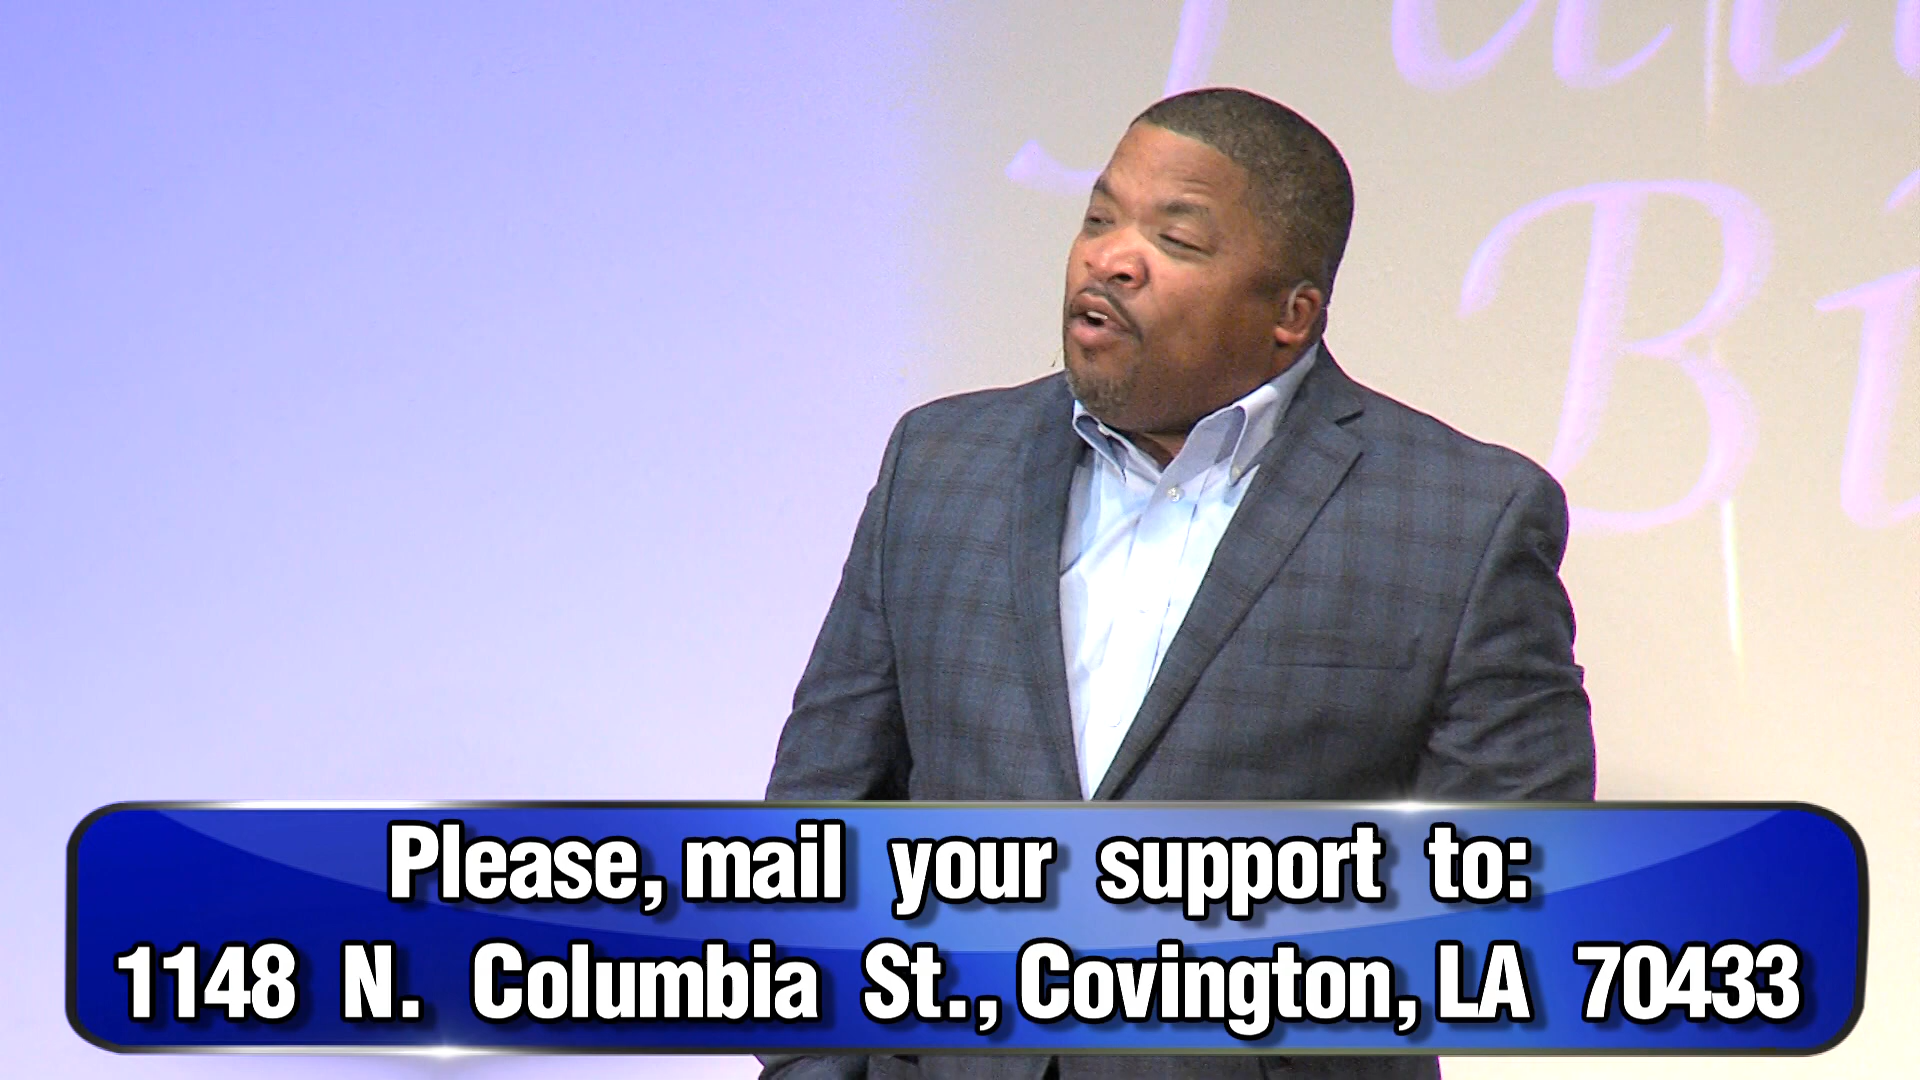 Please, mail your support to:
1148 N. Columbia St., Covington, LA 70433